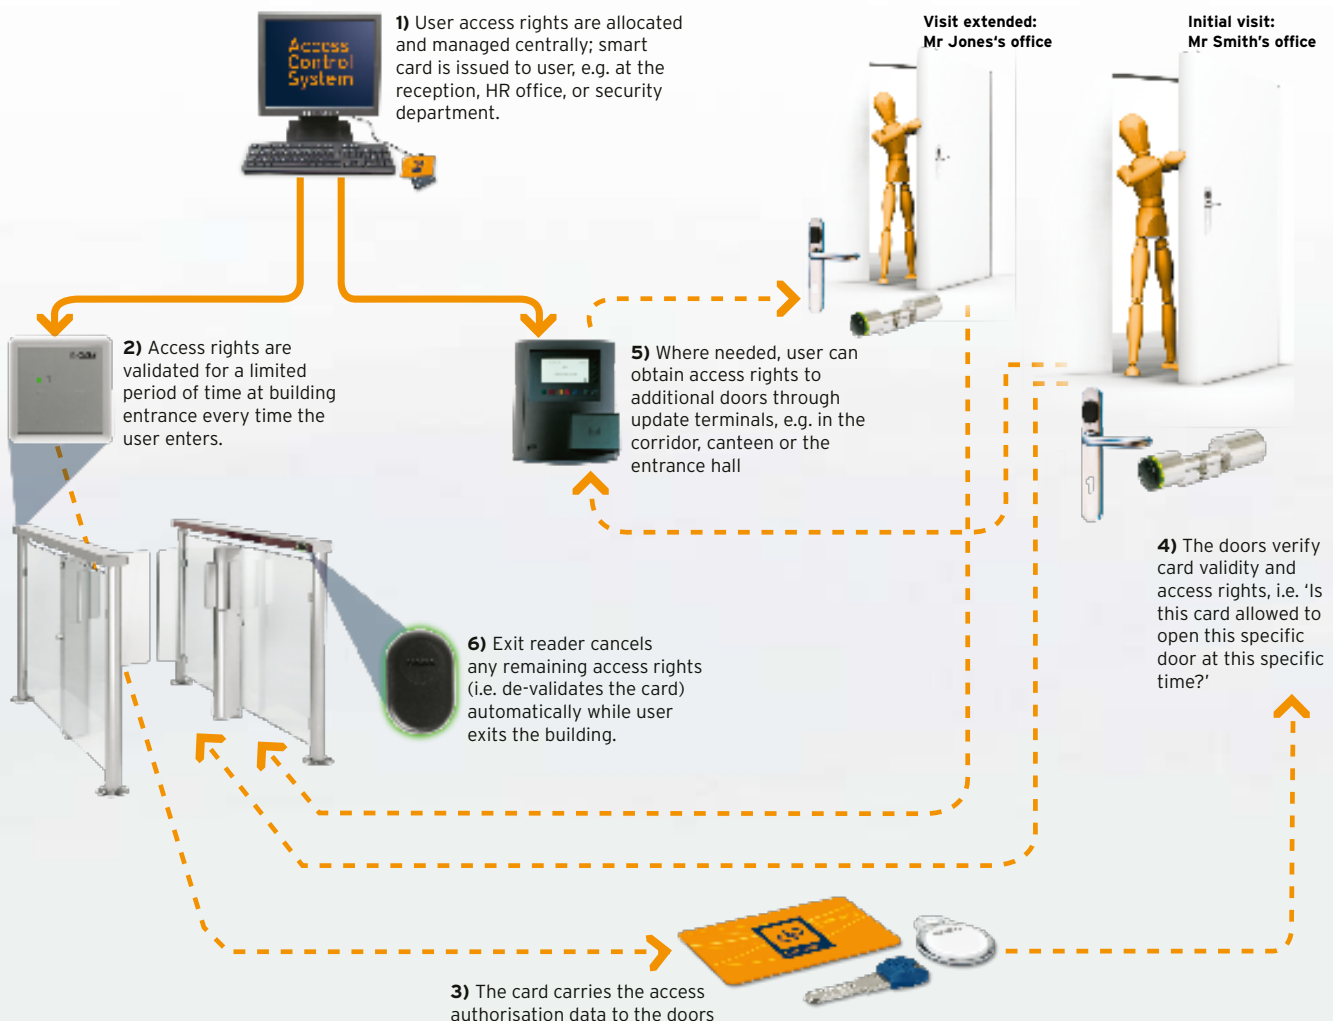 Access
Control
System
1) User access rights are allocated
and managed centrally; smart
card is issued to user, e.g. at the
reception, HR office, or security
department.
Visit extended:
Mr Jones‘s office
Initial visit:
Mr Smith’s office
2) Access rights are
validated for a limited
period of time at building
entrance every time the
user enters.
5) Where needed, user can
obtain access rights to
additional doors through
update terminals, e.g. in the
corridor, canteen or the
entrance hall
4) The doors verify
card validity and
access rights, i.e. ‘Is
this card allowed to
open this specific
door at this specific
time?’
6) Exit reader cancels
any remaining access rights
(i.e. de-validates the card)
automatically while user
exits the building.
3) The card carries the access
authorisation data to the doors